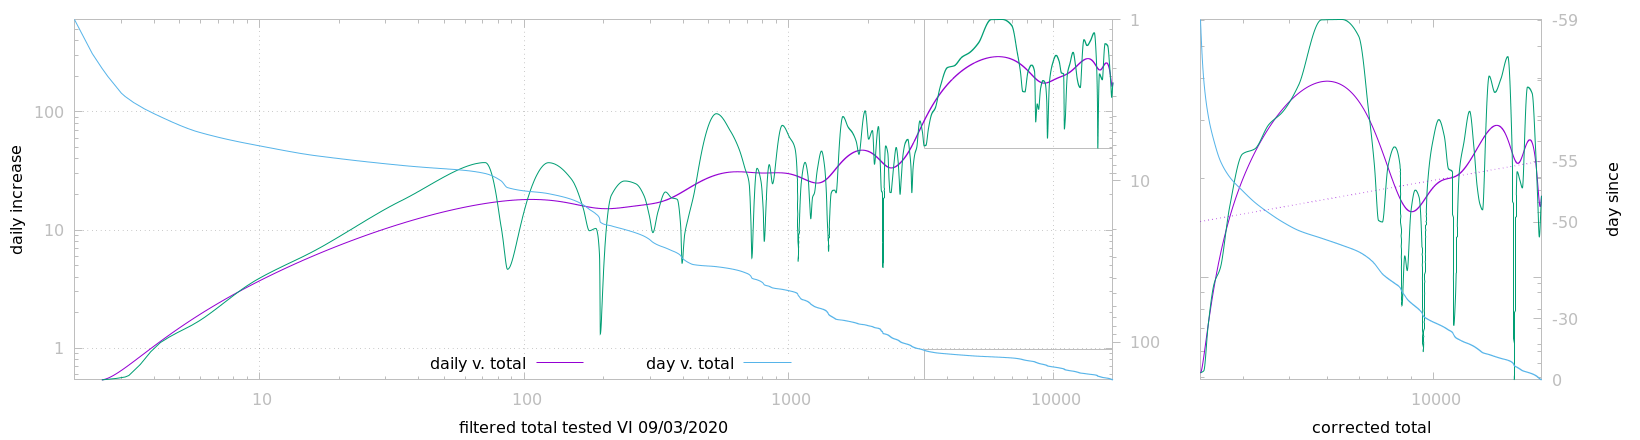 daily increase
100
10
1
10
100
1000
10000
1
10
100
daily v. total
day v. total
filtered total tested VI 09/03/2020
10000
-59
-55
-50
-30
0
day since
corrected total